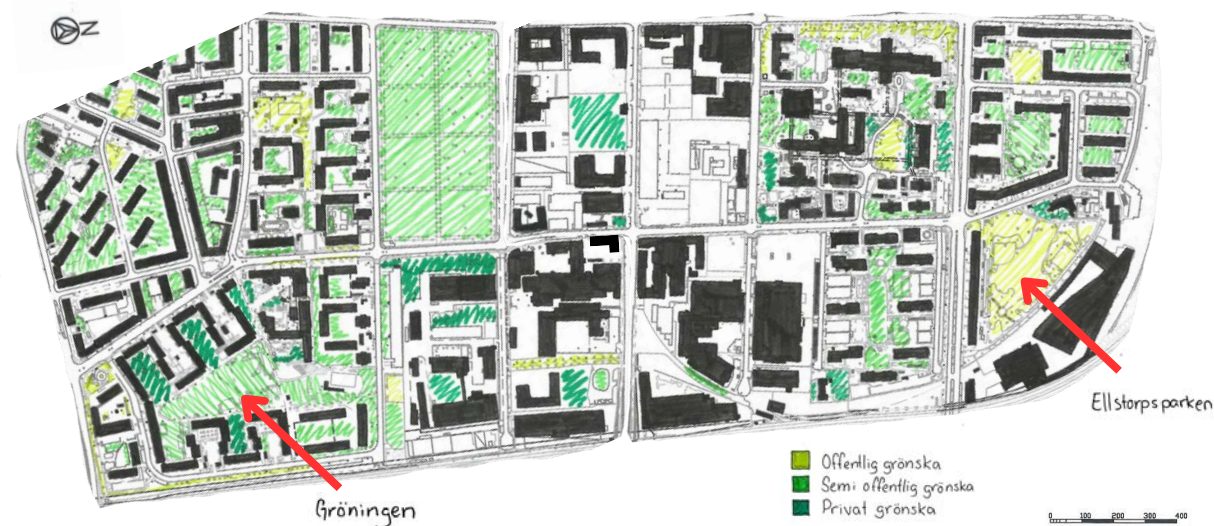 N
Ellstorpsparken
Offentlig grönska
Semi offentlig grönska
Privat grönska
Gröningen
0 100 200 300 400